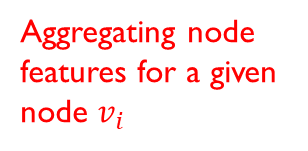 Aggregating node
features for a given
node 𝑣𝑖